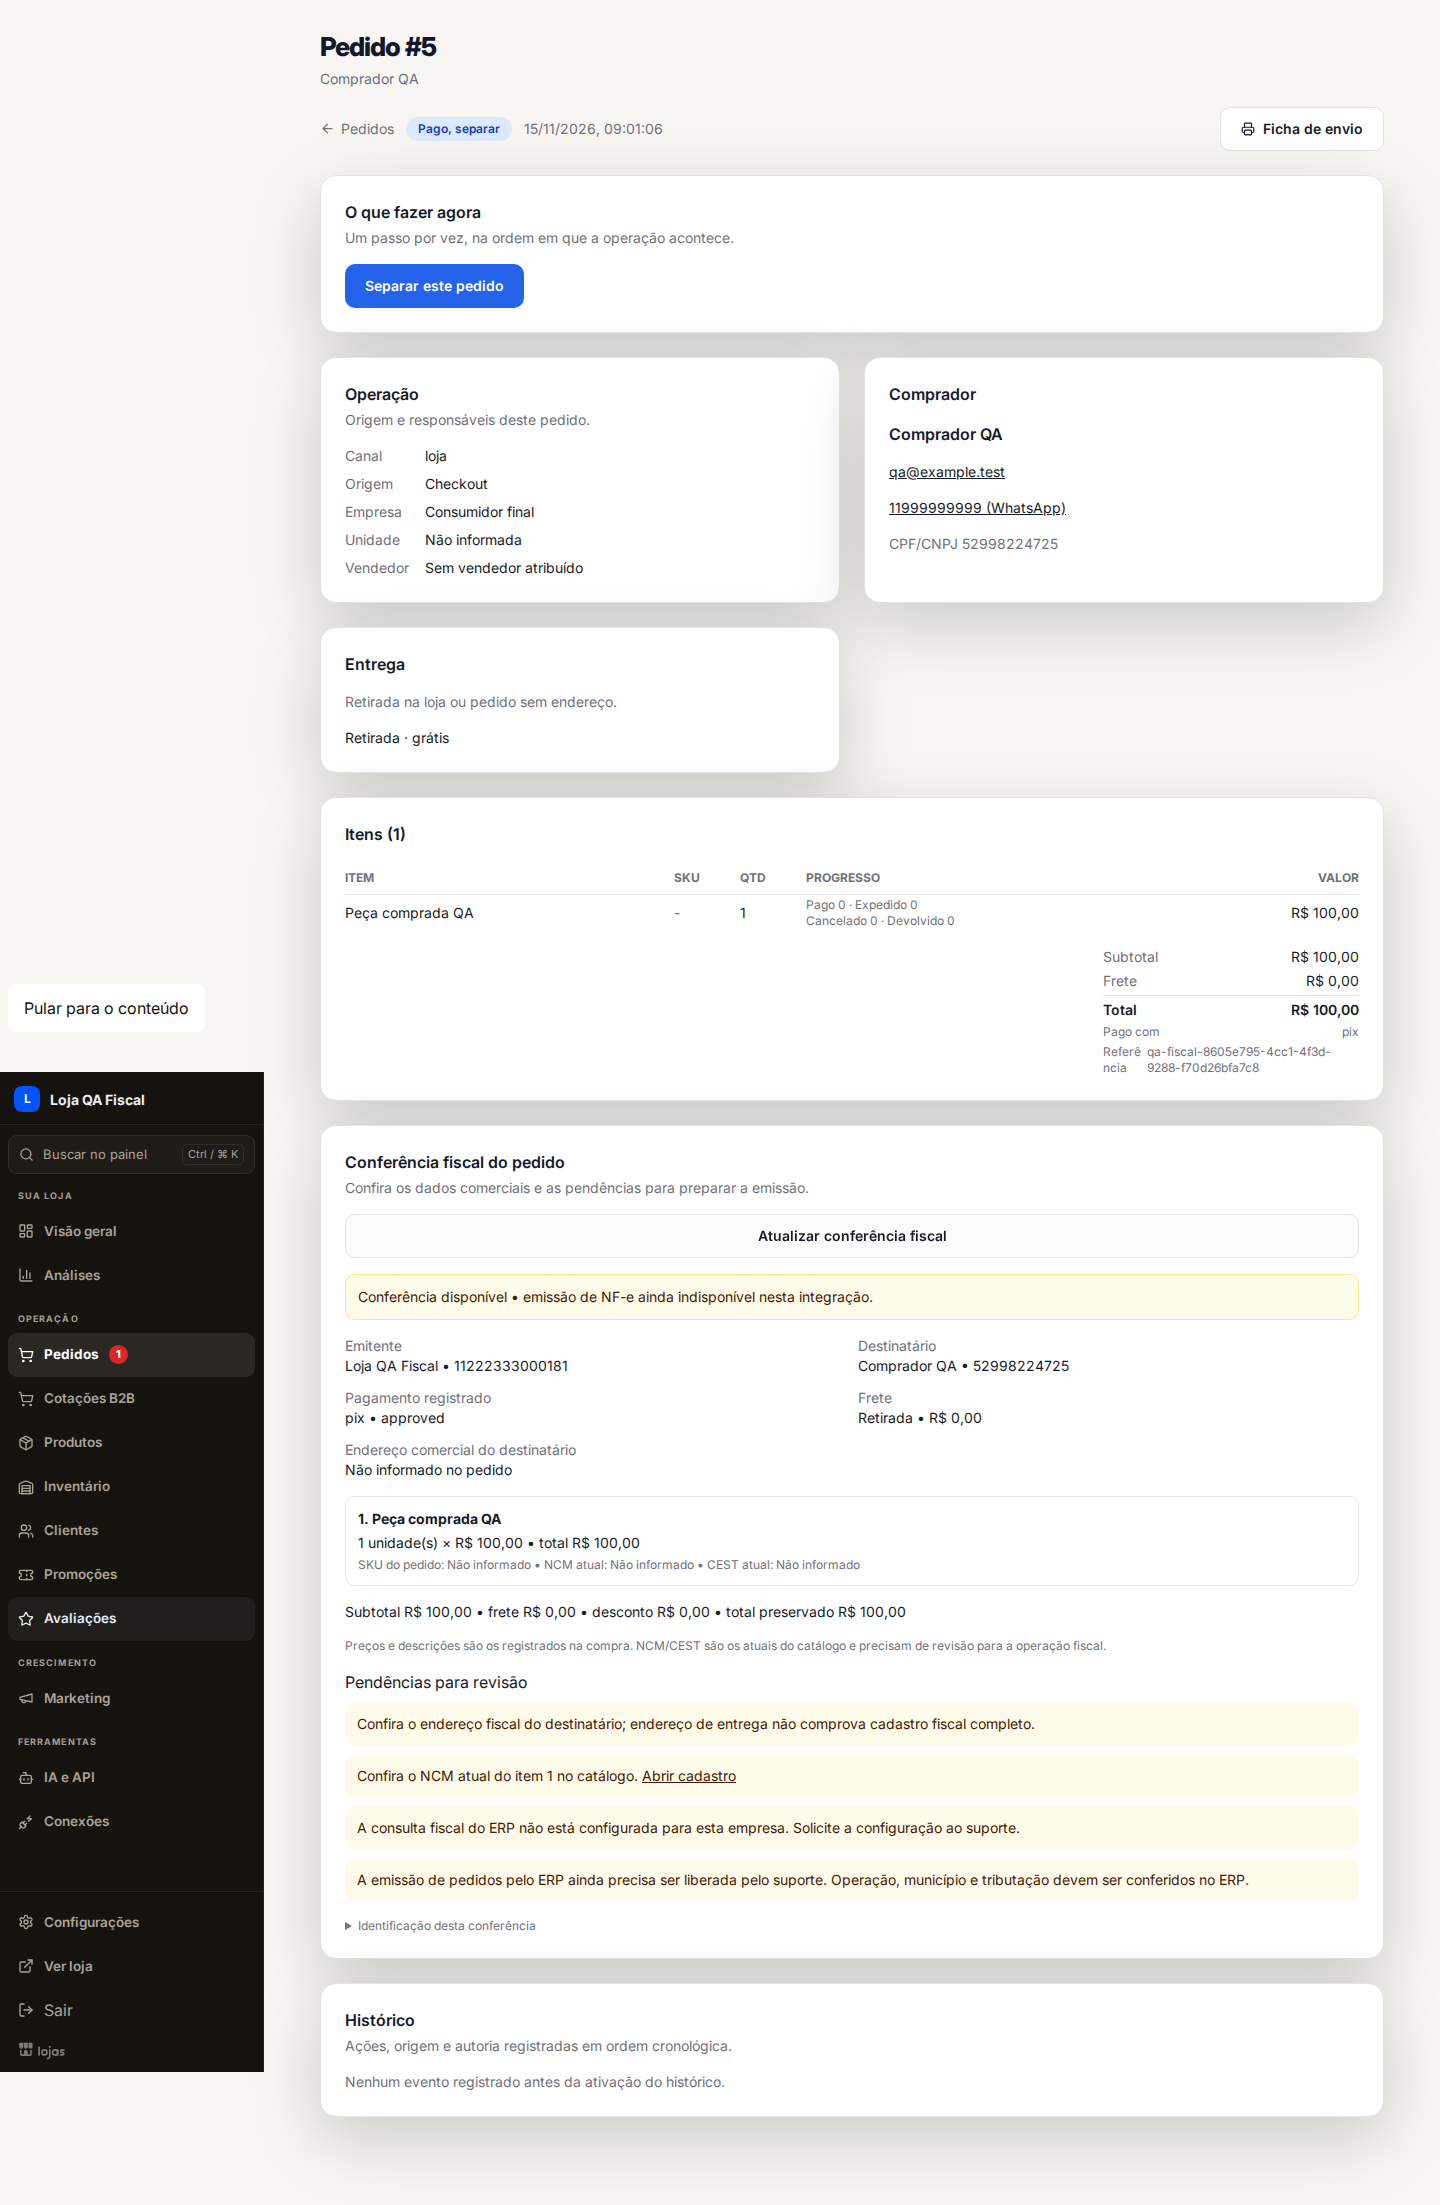 Pedido #5
Comprador QA
Pedidos
Pago, separar
15/11/2026, 09:01:06
Ficha de envio
O que fazer agora
Um passo por vez, na ordem em que a operação acontece.
Separar este pedido
Operação
Origem e responsáveis deste pedido.
Canal loja
Origem Checkout
Empresa Consumidor final
Unidade Não informada
Vendedor Sem vendedor atribuído
Comprador
Comprador QA
qa@example.test
11999999999 (WhatsApp)
CPF/CNPJ 52998224725
Entrega
Retirada na loja ou pedido sem endereço.
Retirada · grátis
Itens (1)
ITEM SKU QTD PROGRESSO VALOR
Peça comprada QA - 1 Pago 0 · Expedido 0 R$ 100,00
Cancelado 0 · Devolvido 0
Subtotal R$ 100,00
Frete R$ 0,00
Total R$ 100,00
Pago com pix
Referê qa-fiscal-8605e795-4cc1-4f3d-
ncia 9288-f70d26bfa7c8
Conferência fiscal do pedido
Confira os dados comerciais e as pendências para preparar a emissão.
Atualizar conferência fiscal
Conferência disponível • emissão de NF-e ainda indisponível nesta integração.
Emitente
Loja QA Fiscal • 11222333000181
Destinatário
Comprador QA • 52998224725
Pagamento registrado
pix • approved
Frete
Retirada • R$ 0,00
Endereço comercial do destinatário
Não informado no pedido
1. Peça comprada QA
1 unidade(s) × R$ 100,00 • total R$ 100,00
SKU do pedido: Não informado • NCM atual: Não informado • CEST atual: Não informado
Subtotal R$ 100,00 • frete R$ 0,00 • desconto R$ 0,00 • total preservado R$ 100,00
Preços e descrições são os registrados na compra. NCM/CEST são os atuais do catálogo e precisam de revisão para a operação fiscal.
Pendências para revisão
Confira o endereço fiscal do destinatário; endereço de entrega não comprova cadastro fiscal completo.
Confira o NCM atual do item 1 no catálogo. Abrir cadastro
A consulta fiscal do ERP não está configurada para esta empresa. Solicite a configuração ao suporte.
A emissão de pedidos pelo ERP ainda precisa ser liberada pelo suporte. Operação, município e tributação devem ser conferidos no ERP.
Identificação desta conferência
Histórico
Ações, origem e autoria registradas em ordem cronológica.
Nenhum evento registrado antes da ativação do histórico.
Pular para o conteúdo
L Loja QA Fiscal
Buscar no painel Ctrl / ⌘ K
SUA LOJA
Visão geral
Análises
OPERAÇÃO
Pedidos 1
Cotações B2B
Produtos
Inventário
Clientes
Promoções
Avaliações
CRESCIMENTO
Marketing
FERRAMENTAS
IA e API
Conexões
Configurações
Ver loja
Sair
lojas